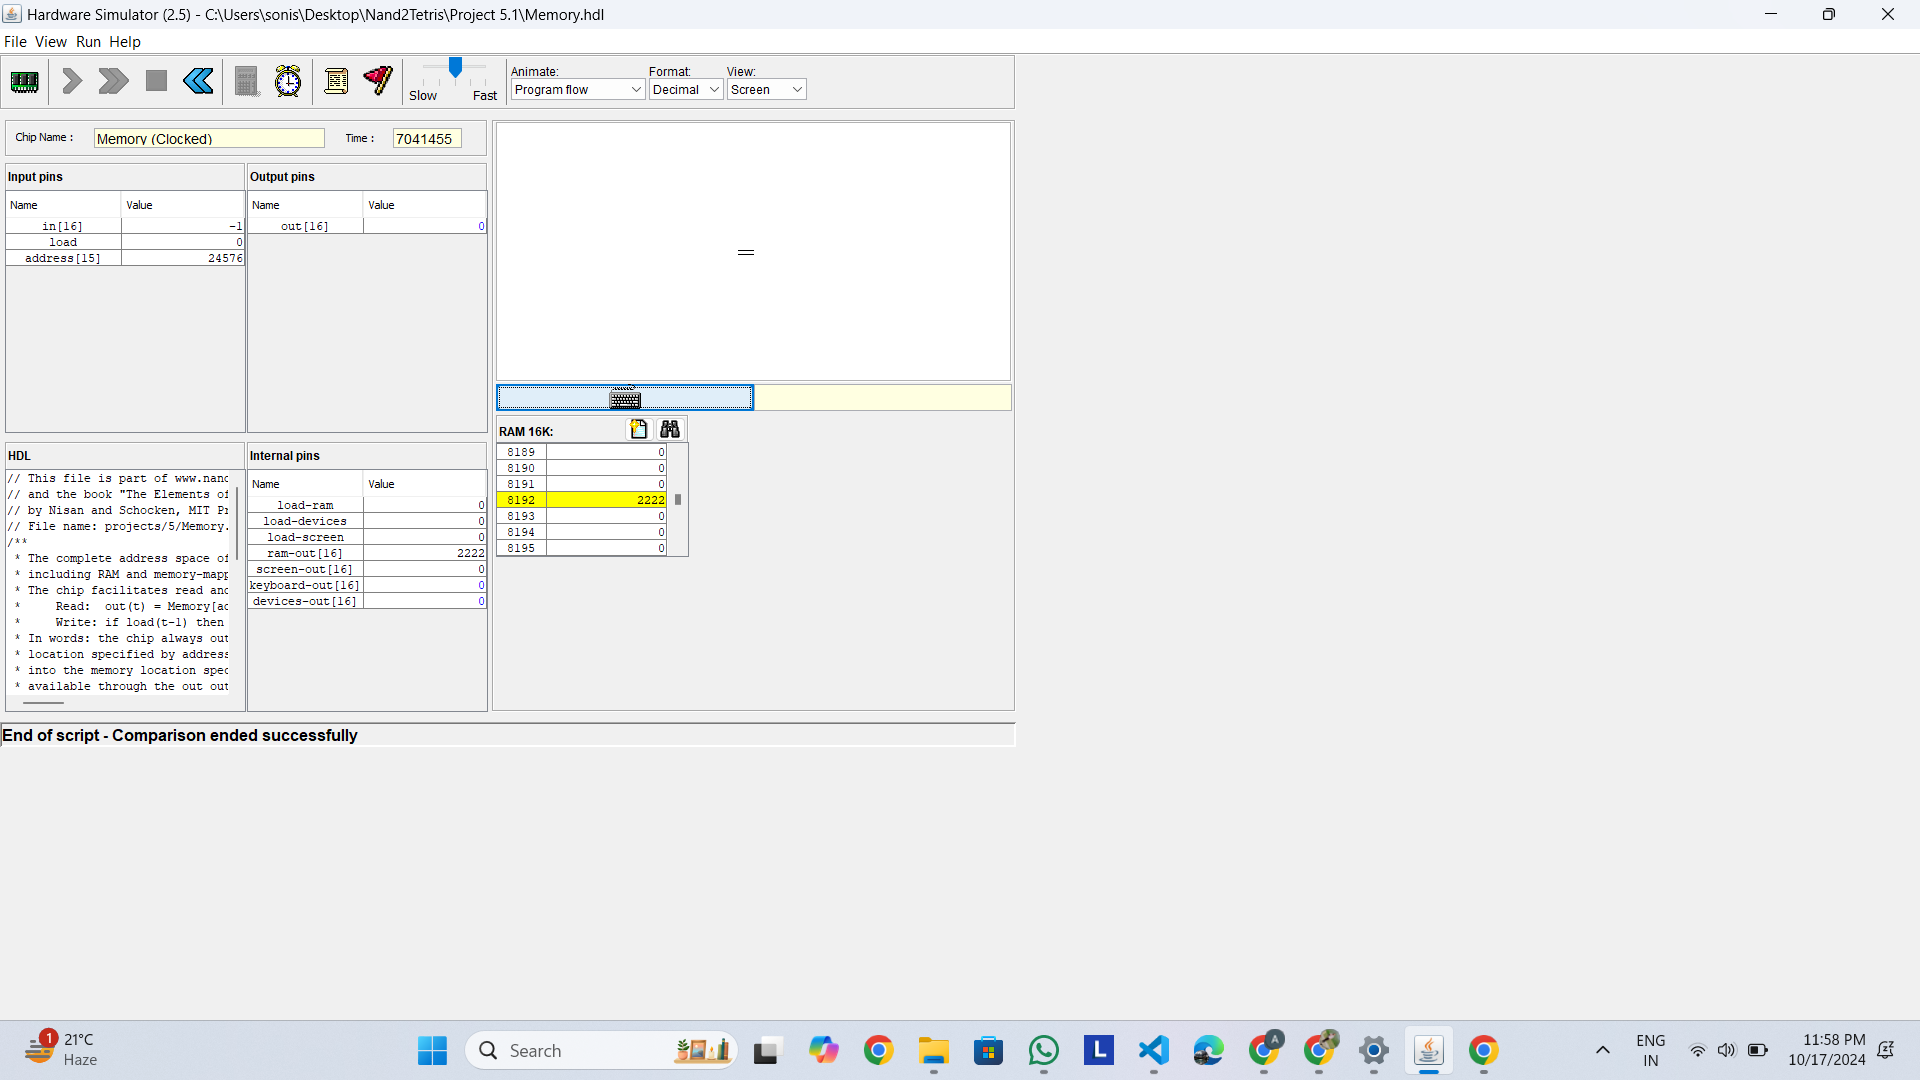 Hardware Simulator (2.5) - C:\Users\sonis\Desktop\Nand2Tetris\Project 5.1\Memory.hdl
File View Run Help
Slow Fast
Animate: Format: View:
Program flow Decimal Screen
Chip Name : Memory (Clocked) Time : 7041455
Input pins
Name Value
in[16] -1
load 0
address[15] 24576
Output pins
Name Value
out[16] 0
HDL
// This file is part of www.nand
// and the book "The Elements of
// by Nisan and Schocken, MIT Pr
// File name: projects/5/Memory.
/**
* The complete address space of
* including RAM and memory-mapp
* The chip facilitates read and
* Read: out(t) = Memory[ad
* Write: if load(t-1) then
* In words: the chip always out
* location specified by address
* into the memory location spec
* available through the out out
Internal pins
Name Value
load-ram 0
load-devices 0
load-screen 0
ram-out[16] 2222
screen-out[16] 0
keyboard-out[16] 0
devices-out[16] 0
RAM 16K:
8189 0
8190 0
8191 0
8192 2222
8193 0
8194 0
8195 0
End of script - Comparison ended successfully
1
21°C
Haze
Search
L
A
ENG
IN
11:58 PM
10/17/2024